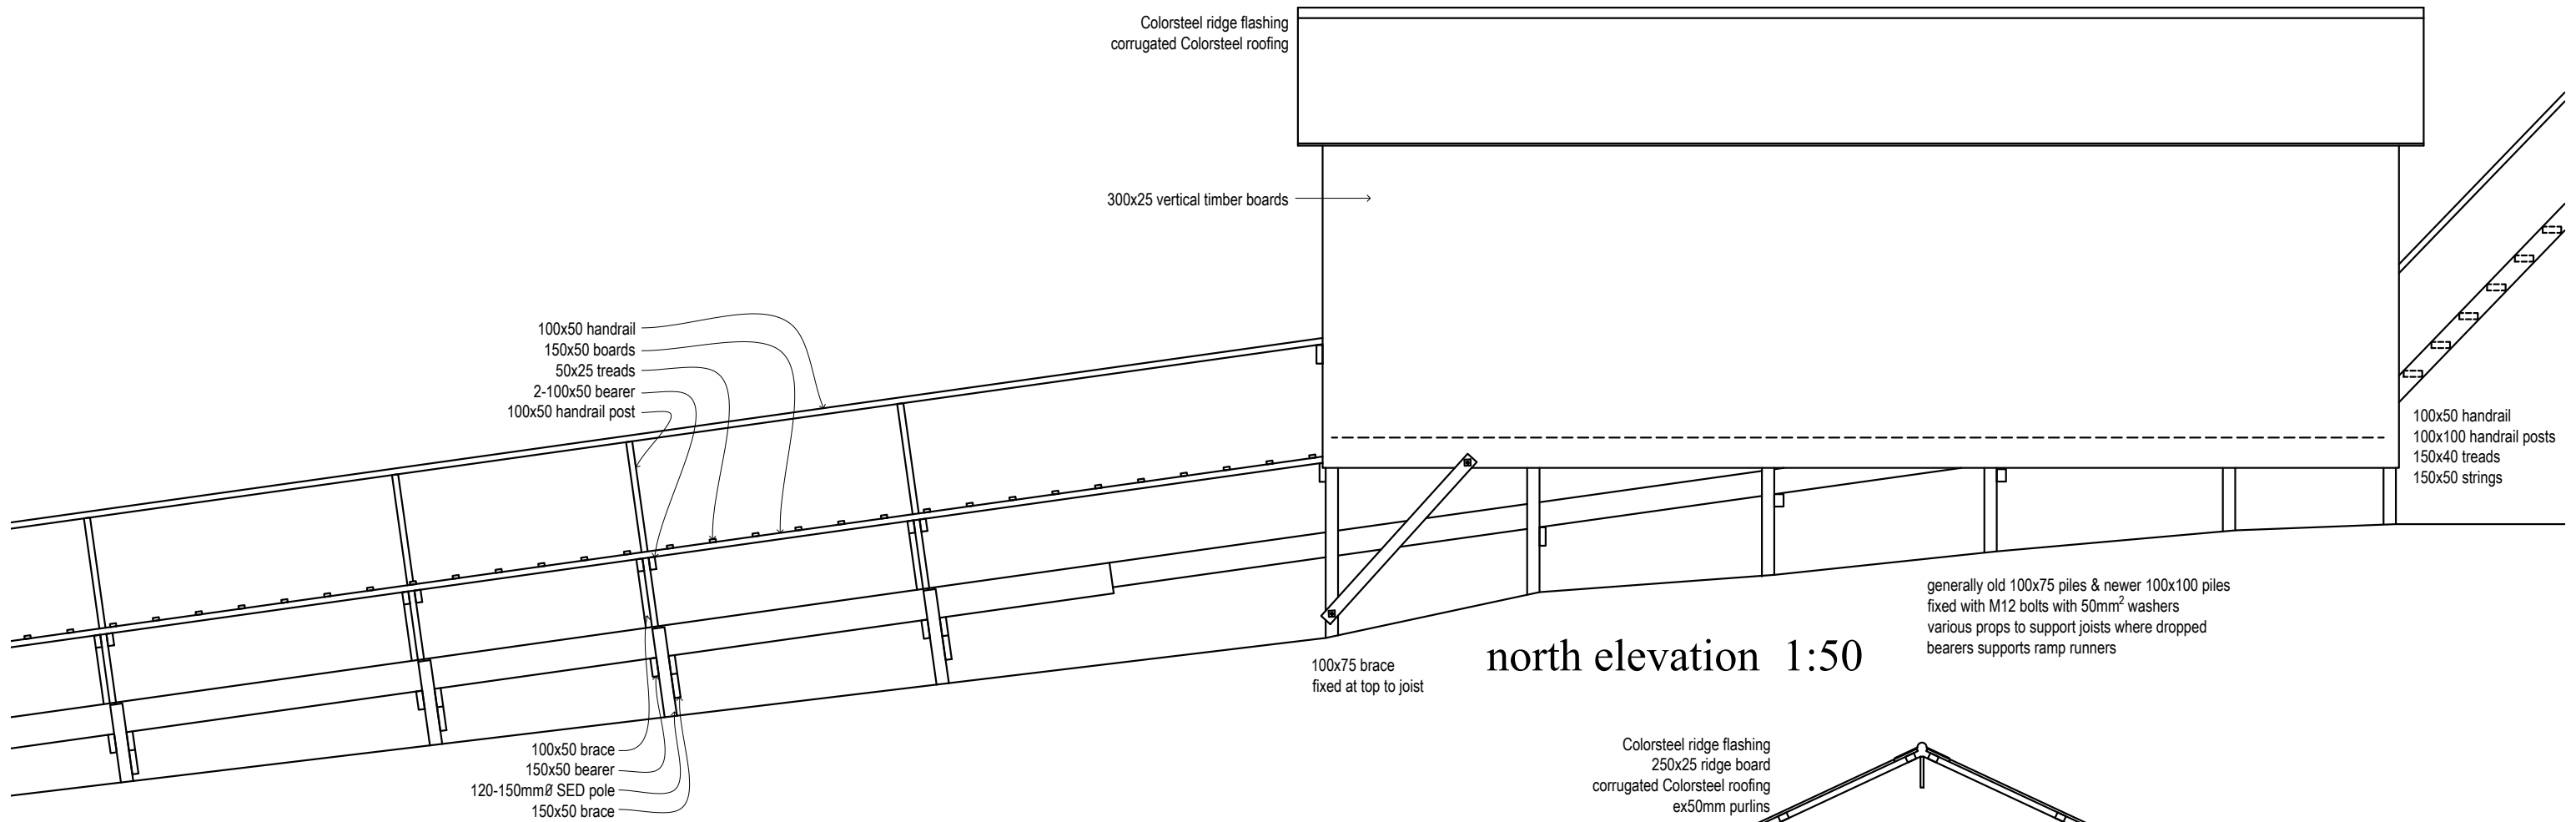 Colorsteel ridge flashing
corrugated Colorsteel roofing
300x25 vertical timber boards
100x50 handrail
150x50 boards
50x25 treads
2-100x50 bearer
100x50 handrail post
100x50 handrail
100x100 handrail posts
150x40 treads
150x50 strings
generally old 100x75 piles & newer 100x100 piles
fixed with M12 bolts with 50mm² washers
various props to support joists where dropped
bearers supports ramp runners
100x75 brace
fixed at top to joist
north elevation 1:50
100x50 brace
150x50 bearer
120-150mmØ SED pole
150x50 brace
Colorsteel ridge flashing
250x25 ridge board
corrugated Colorsteel roofing
ex50mm purlins